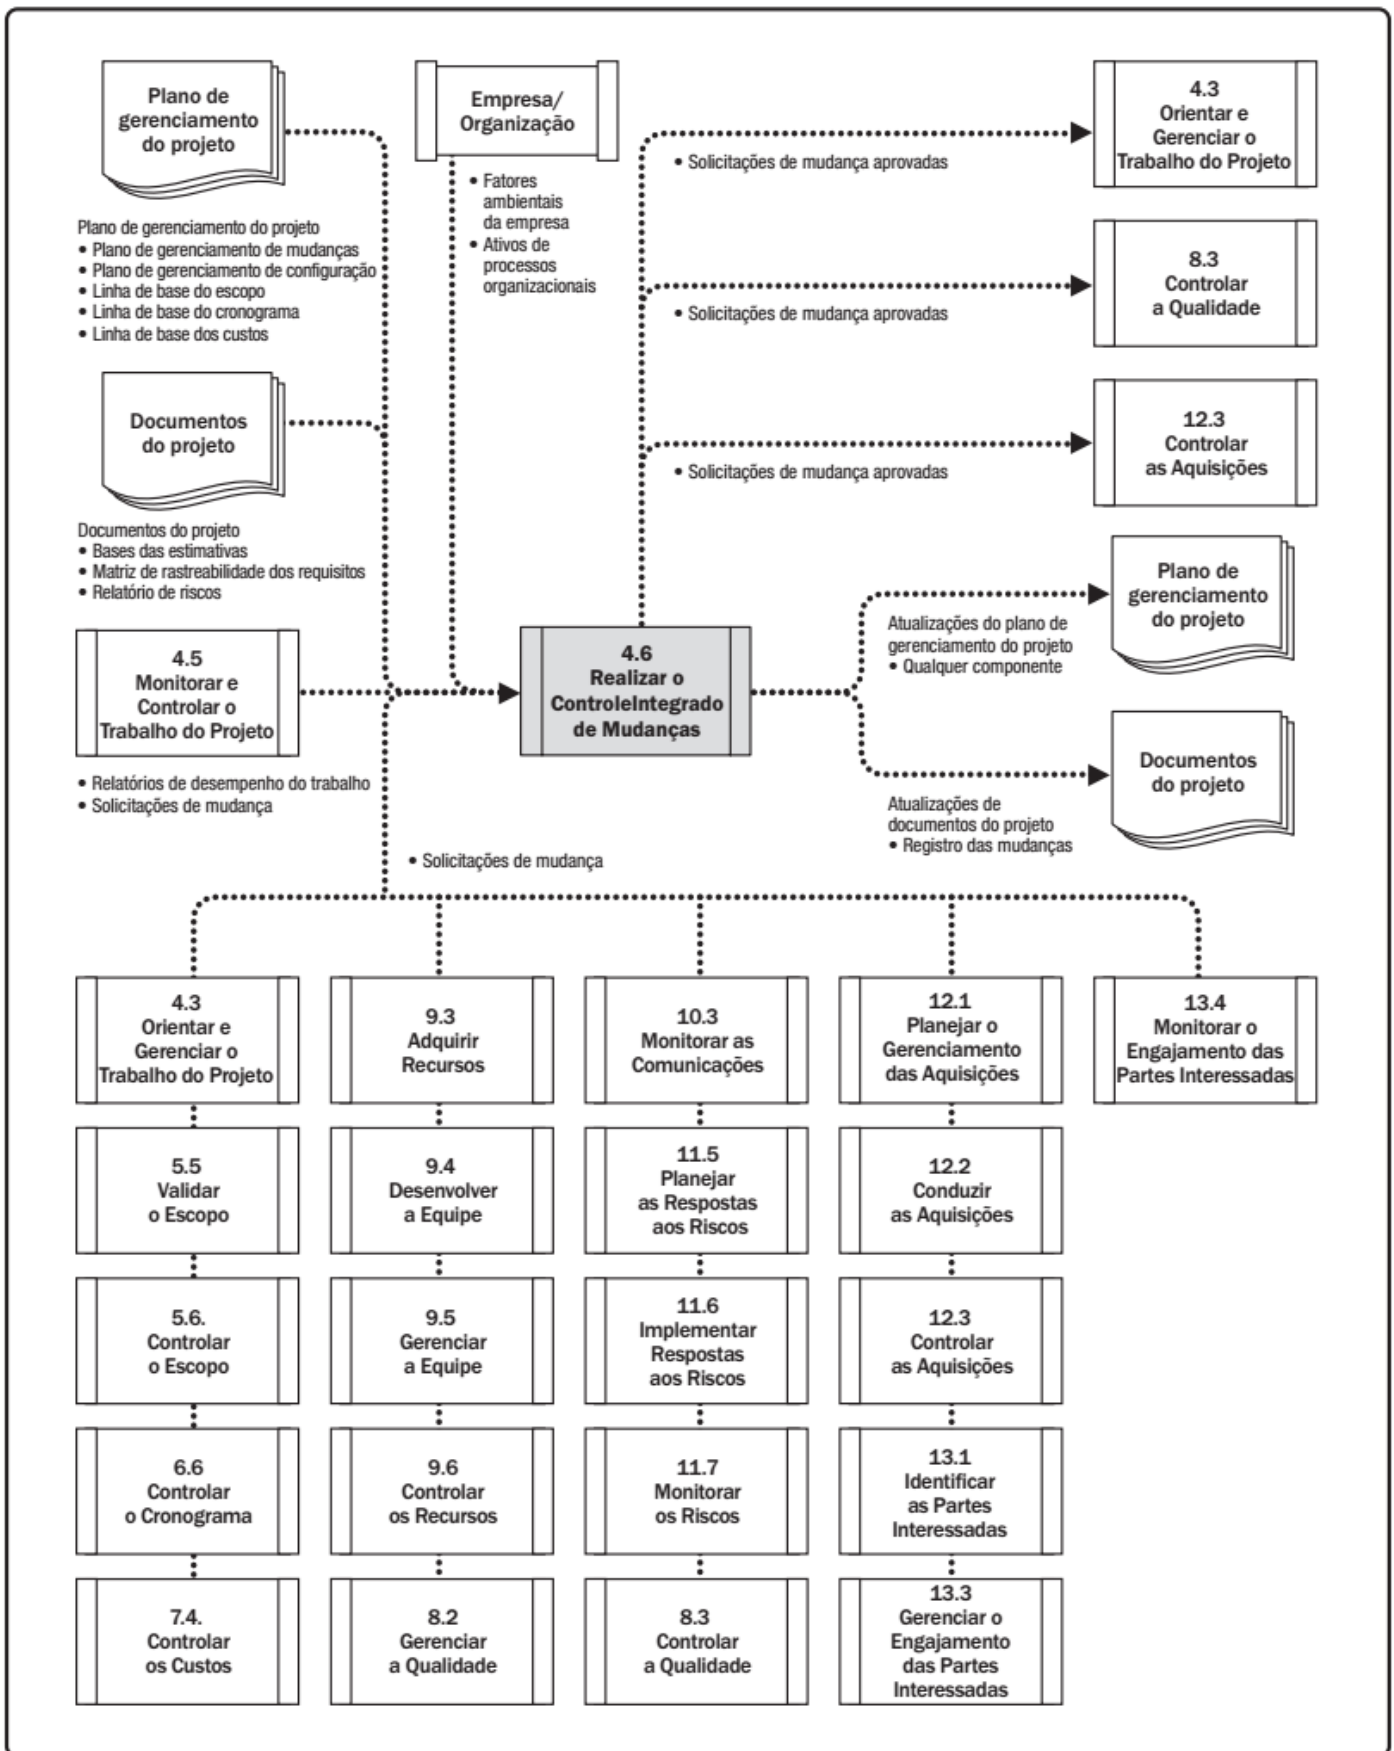 Plano de
gerenciamento
do projeto
Plano de gerenciamento do projeto
• Plano de gerenciamento de mudanças
• Plano de gerenciamento de configuração
• Linha de base do escopo
• Linha de base do cronograma
• Linha de base dos custos
Documentos
do projeto
Documentos do projeto
• Bases das estimativas
• Matriz de rastreabilidade dos requisitos
• Relatório de riscos
4.5
Monitorar e
Controlar o
Trabalho do Projeto
• Relatórios de desempenho do trabalho
• Solicitações de mudança
Empresa/
Organização
• Fatores
ambientais
da empresa
• Ativos de
processos
organizacionais
4.6
Realizar o
ControleIntegrado
de Mudanças
• Solicitações de mudança aprovadas
4.3
Orientar e
Gerenciar o
Trabalho do Projeto
• Solicitações de mudança aprovadas
8.3
Controlar
a Qualidade
• Solicitações de mudança aprovadas
12.3
Controlar
as Aquisições
Atualizações do plano de
gerenciamento do projeto
• Qualquer componente
Plano de
gerenciamento
do projeto
Atualizações de
documentos do projeto
• Registro das mudanças
Documentos
do projeto
• Solicitações de mudança
4.3
Orientar e
Gerenciar o
Trabalho do Projeto
5.5
Validar
o Escopo
5.6.
Controlar
o Escopo
6.6
Controlar
o Cronograma
7.4.
Controlar
os Custos
9.3
Adquirir
Recursos
9.4
Desenvolver
a Equipe
9.5
Gerenciar
a Equipe
9.6
Controlar
os Recursos
8.2
Gerenciar
a Qualidade
10.3
Monitorar as
Comunicações
11.5
Planejar
as Respostas
aos Riscos
11.6
Implementar
Respostas
aos Riscos
11.7
Monitorar
os Riscos
8.3
Controlar
a Qualidade
12.1
Planejar o
Gerenciamento
das Aquisições
12.2
Conduzir
as Aquisições
12.3
Controlar
as Aquisições
13.1
Identificar
as Partes
Interessadas
13.3
Gerenciar o
Engajamento
das Partes
Interessadas
13.4
Monitorar o
Engajamento das
Partes Interessadas